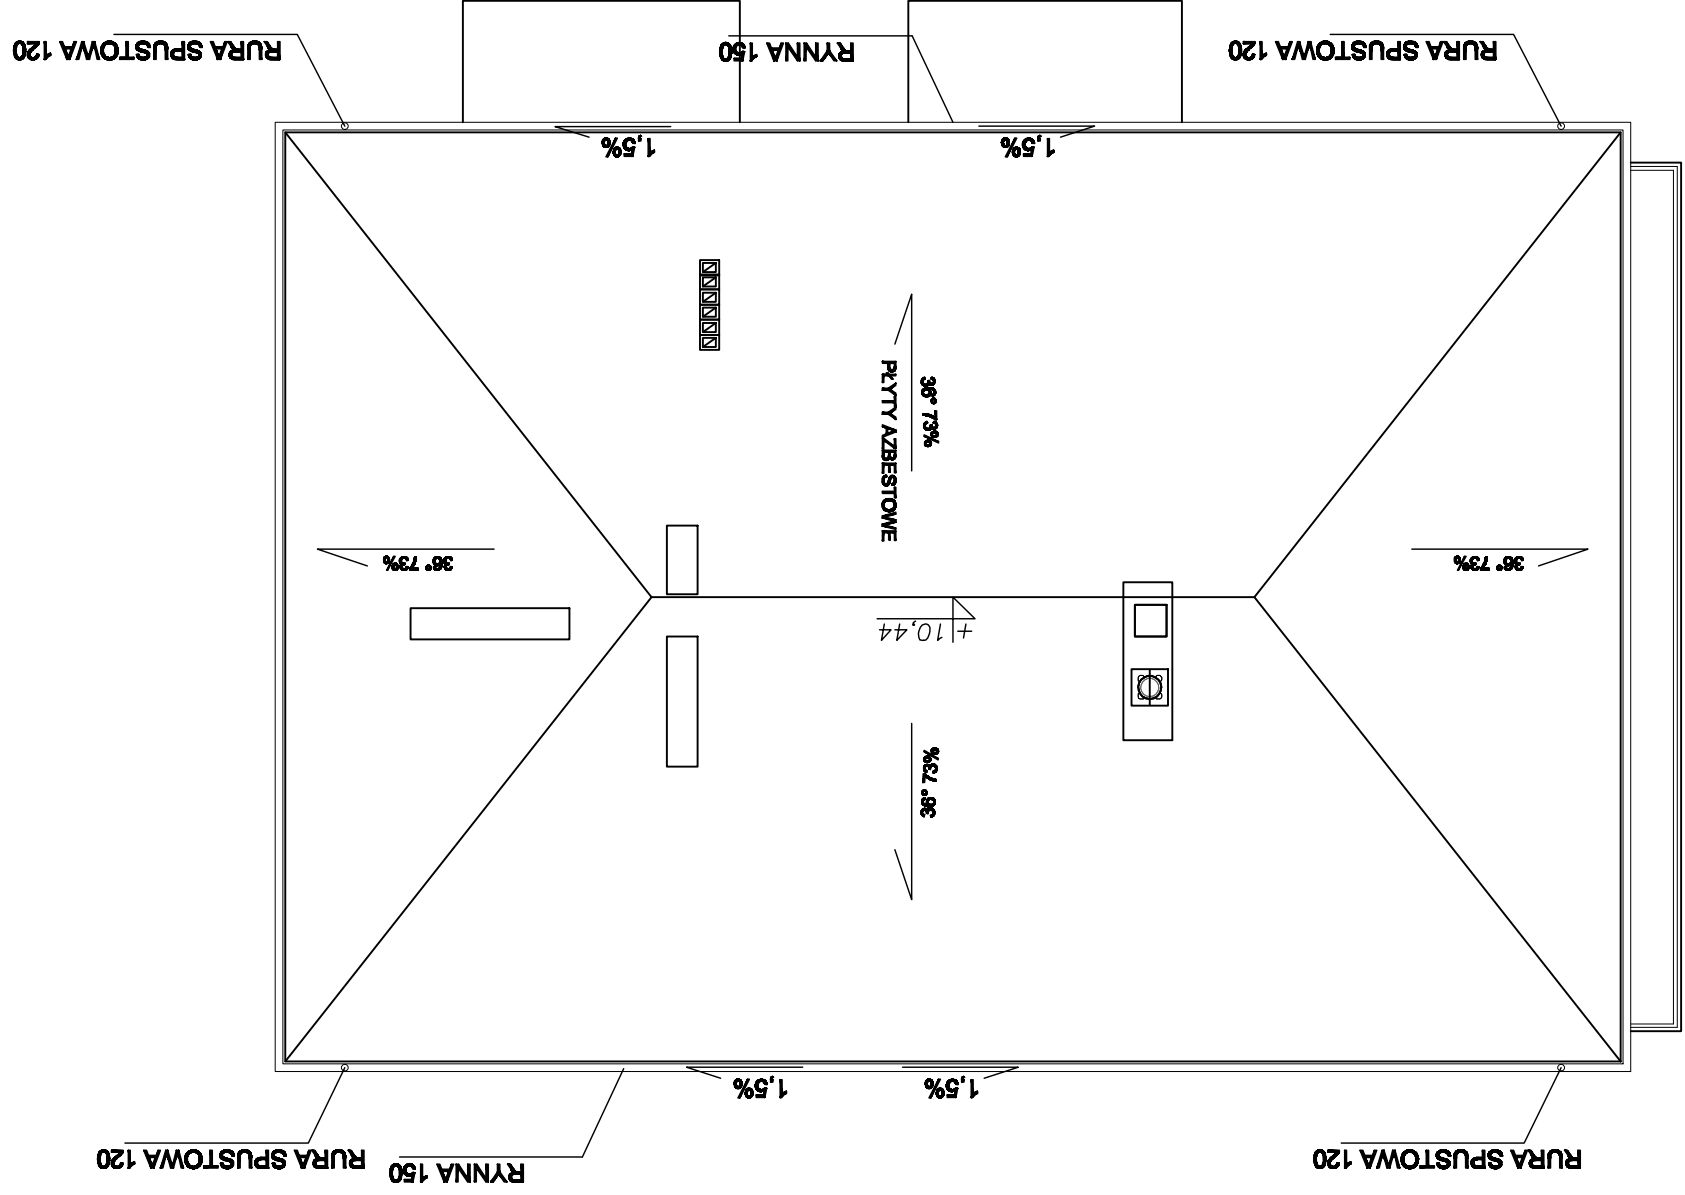 RURA SPUSTOWA 120
RYNNA 150
RURA SPUSTOWA 120
1,5%
1,5%
36° 73%
PŁYTY AZBESTOWE
36° 73%
36° 73%
+10,44
36° 73%
1,5%
1,5%
RURA SPUSTOWA 120
RYNNA 150
RURA SPUSTOWA 120